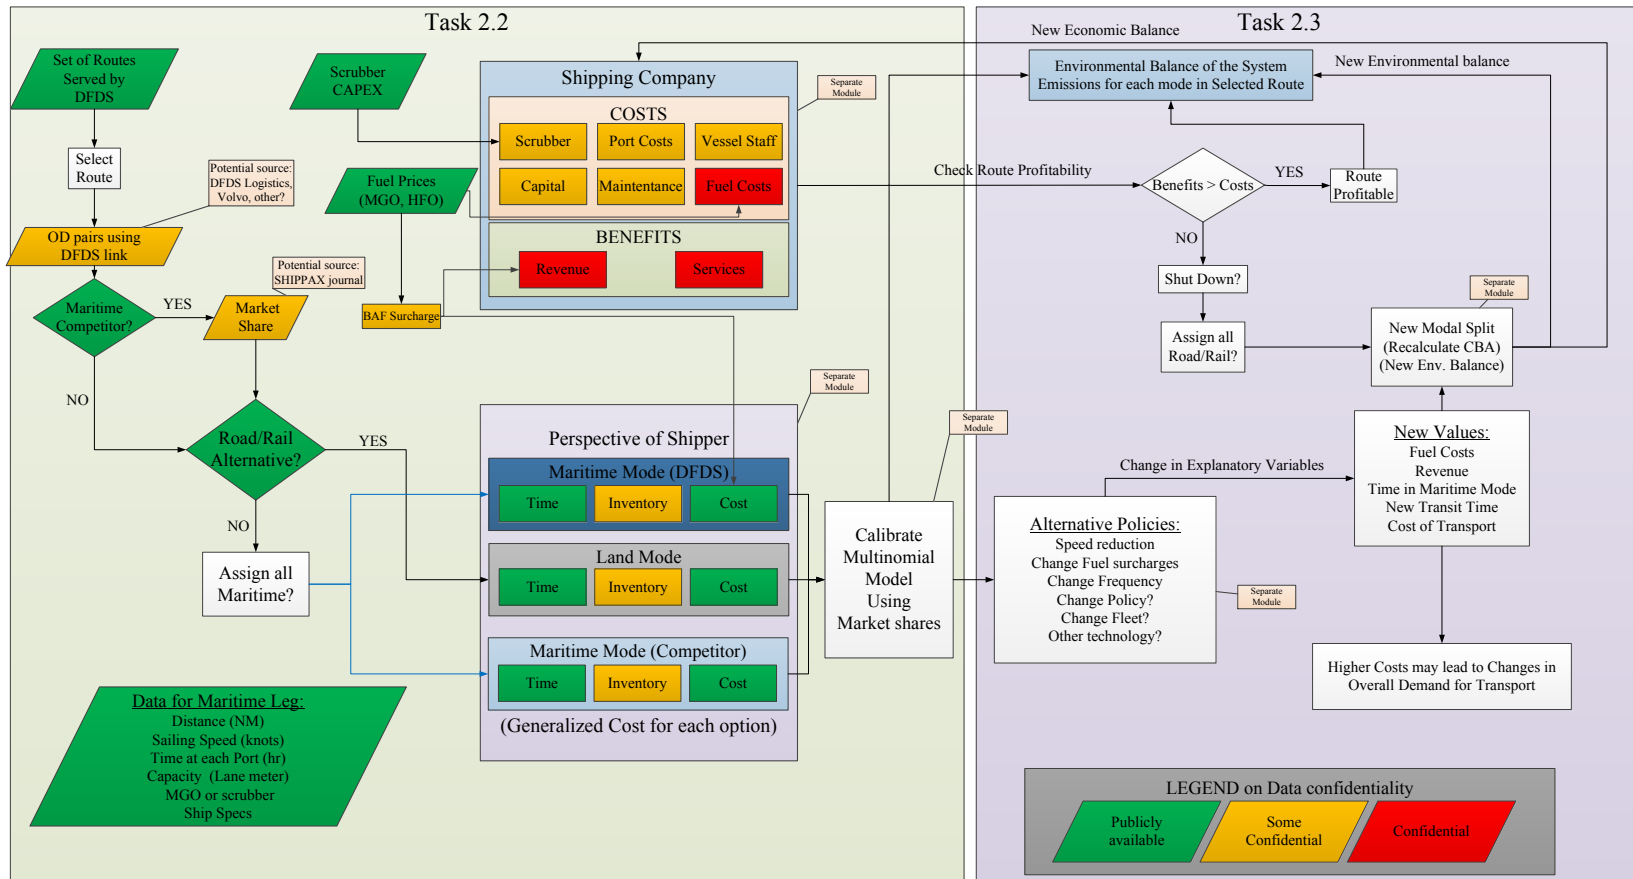 Task 2.2
Set of Routes
Served by
DFDS
Scrubber
CAPEX
Select
Route
Potential source:
DFDS Logistics,
Volvo, other?
Fuel Prices
(MGO, HFO)
OD pairs using
DFDS link
Potential source:
SHIPPAX journal
Maritime
Competitor?
YES
Market
Share
BAF Surcharge
NO
Road/Rail
Alternative?
YES
NO
Assign all
Maritime?
Data for Maritime Leg:
Distance (NM)
Sailing Speed (knots)
Time at each Port (hr)
Capacity (Lane meter)
MGO or scrubber
Ship Specs
Shipping Company
Separate
Module
COSTS
Scrubber
Port Costs
Vessel Staff
Capital
Maintentance
Fuel Costs
BENEFITS
Revenue
Services
Separate
Module
Perspective of Shipper
Maritime Mode (DFDS)
Time
Inventory
Cost
Land Mode
Time
Inventory
Cost
Maritime Mode (Competitor)
Time
Inventory
Cost
(Generalized Cost for each option)
Separate
Module
Calibrate
Multinomial
Model
Using
Market shares
Task 2.3
New Economic Balance
Environmental Balance of the System
Emissions for each mode in Selected Route
New Environmental balance
Check Route Profitability
Benefits > Costs
YES
Route
Profitable
NO
Shut Down?
Assign all
Road/Rail?
Separate
Module
New Modal Split
(Recalculate CBA)
(New Env. Balance)
New Values:
Fuel Costs
Revenue
Time in Maritime Mode
New Transit Time
Cost of Transport
Change in Explanatory Variables
Alternative Policies:
Speed reduction
Change Fuel surcharges
Change Frequency
Change Policy?
Change Fleet?
Other technology?
Separate
Module
Higher Costs may lead to Changes in
Overall Demand for Transport
LEGEND on Data confidentiality
Publicly
available
Some
Confidential
Confidential